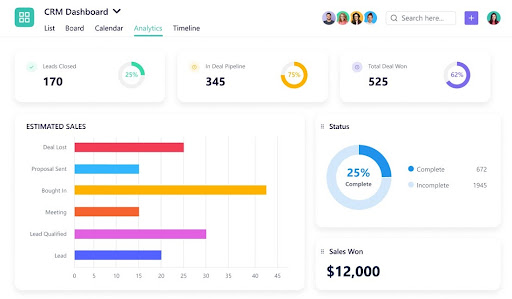 CRM Dashboard
Search here...
List Board Calendar Analytics Timeline
Leads Closed
170
25%
In Deal Pipeline
345
75%
Total Deal Won
525
62%
ESTIMATED SALES
Deal Lost
Proposal Sent
Bought In
Meeting
Lead Qualified
Lead
0 5 10 15 20 25 30 35 40 45
Status
25%
Complete
Complete 672
Incomplete 1945
Sales Won
$12,000